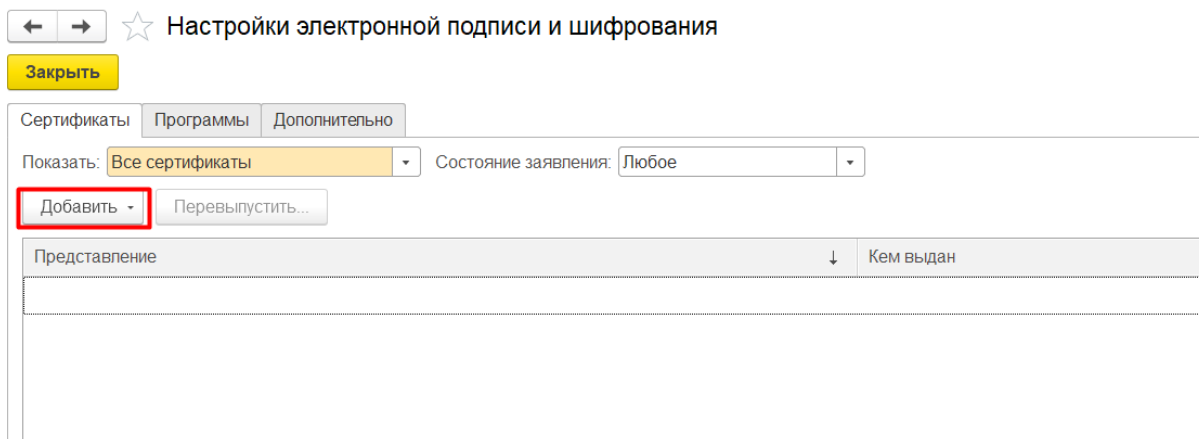 Настройки электронной подписи и шифрования
Закрыть
Сертификаты Программы Дополнительно
Показать: Все сертификаты Состояние заявления: Любое
Добавить Перевыпустить...
Представление Кем выдан